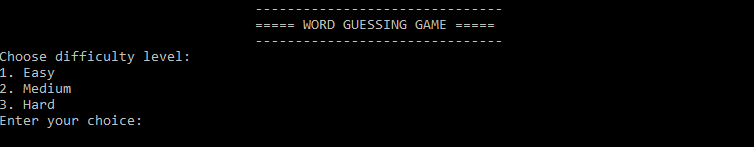 -------------------------------
===== WORD GUESSING GAME =====
-------------------------------
Choose difficulty level:
1. Easy
2. Medium
3. Hard
Enter your choice: